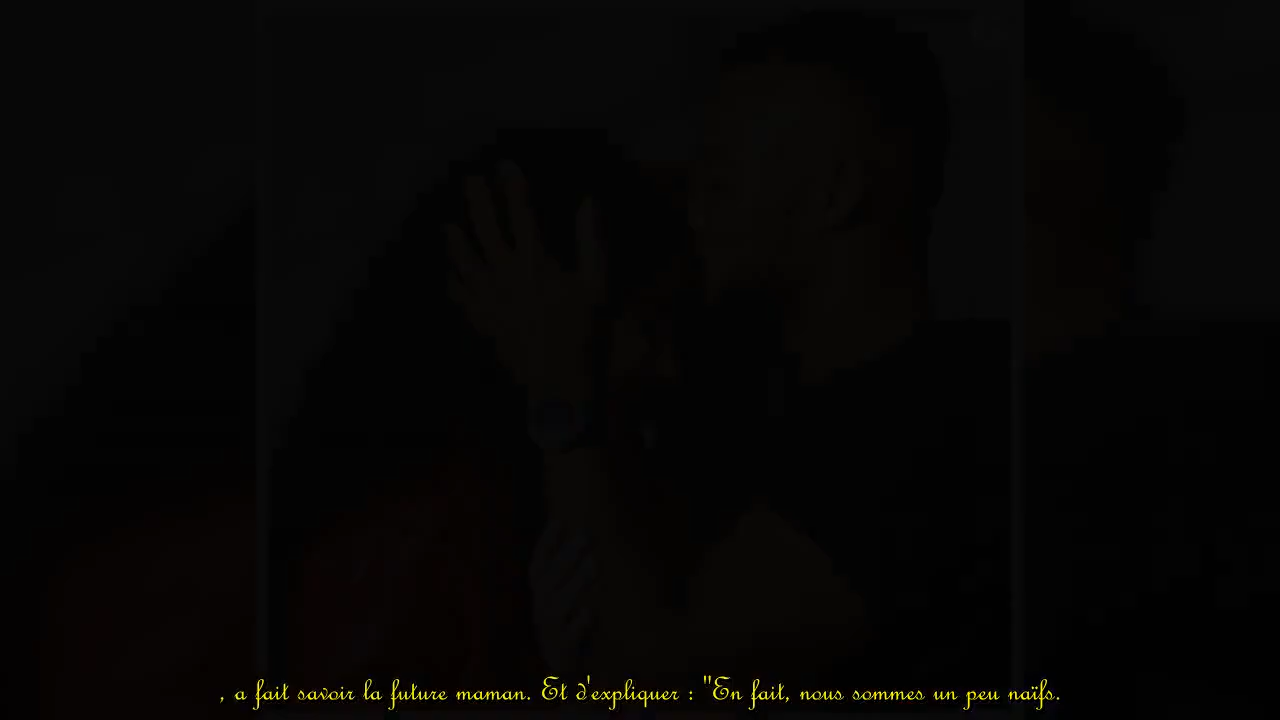 , a fait savoir la future maman. Et d'expliquer : "En fait, nous sommes un peu naïfs.